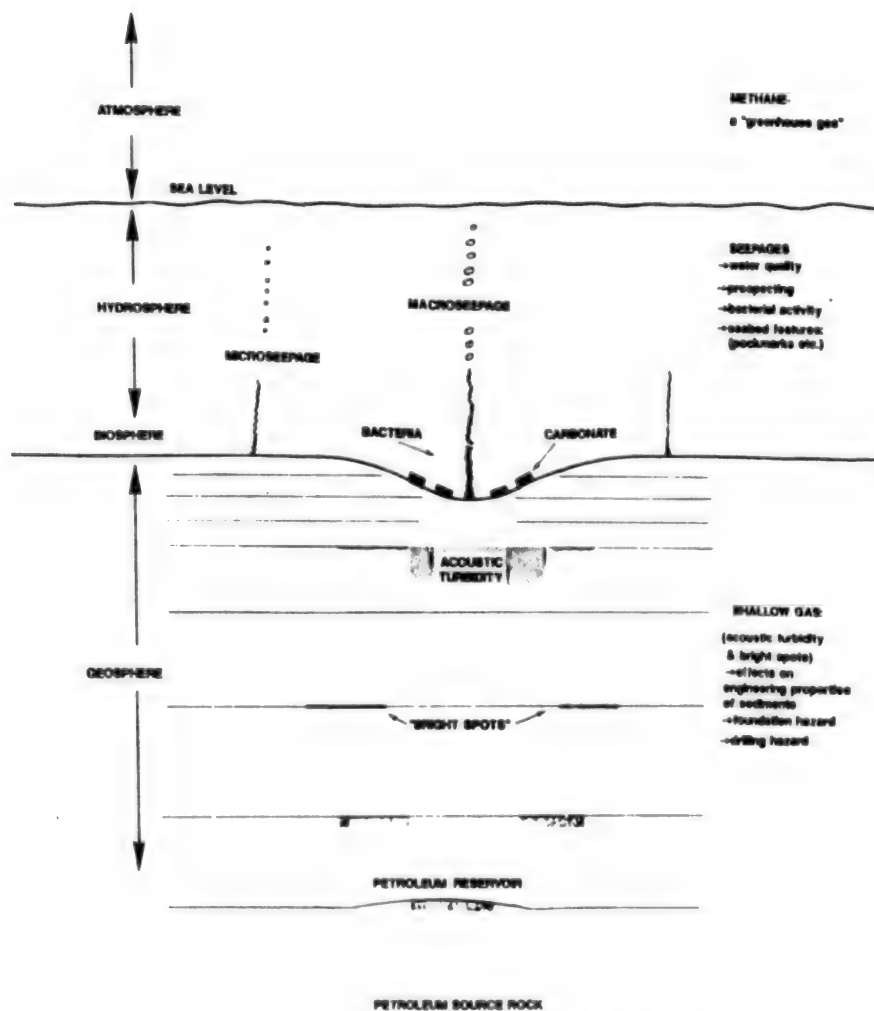 ATMOSPHERE
METHANE-
a "greenhouse gas"
SEA LEVEL
HYDROSPHERE
MICROSEEPAGE
MACROSEEPAGE
SEEPAGES
→water quality
→prospecting
→bacterial activity
→seabed features:
(pockmarks etc.)
BIOSPHERE
BACTERIA
CARBONATE
ACOUSTIC
TURBIDITY
GEOSPHERE
SHALLOW GAS:
(acoustic turbidity
& bright spots)
→effects on
engineering properties
of sediments
→foundation hazard
→drilling hazard
"BRIGHT SPOTS"
PETROLEUM RESERVOIR
PETROLEUM SOURCE ROCK